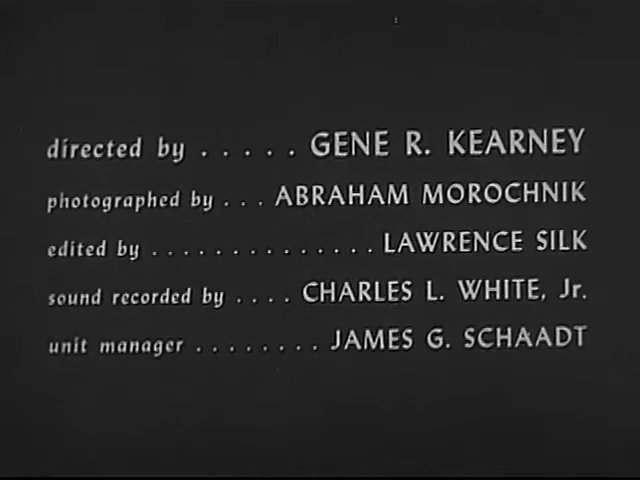 directed by ..... GENE R. KEARNEY
photographed by ... ABRAHAM MOROCHNIK
edited by .............. LAWRENCE SILK
sound recorded by .... CHARLES L. WHITE, Jr.
unit manager ........ JAMES G. SCHAADT